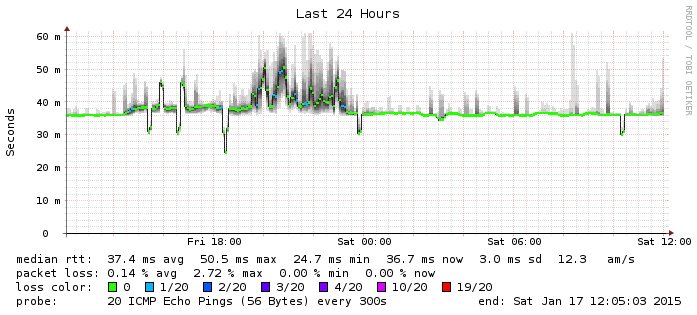 Last 24 Hours
RRDTOOL / TOBI OETIKER
Seconds
60 m
50 m
40 m
30 m
20 m
10 m
0
Fri 18:00 Sat 00:00 Sat 06:00 Sat 12:00
median rtt: 37.4 ms avg 50.5 ms max 24.7 ms min 36.7 ms now 3.0 ms sd 12.3 am/s
packet loss: 0.14 % avg 2.72 % max 0.00 % min 0.00 % now
loss color: 0 1/20 2/20 3/20 4/20 10/20 19/20
probe: 20 ICMP Echo Pings (56 Bytes) every 300s end: Sat Jan 17 12:05:03 2015